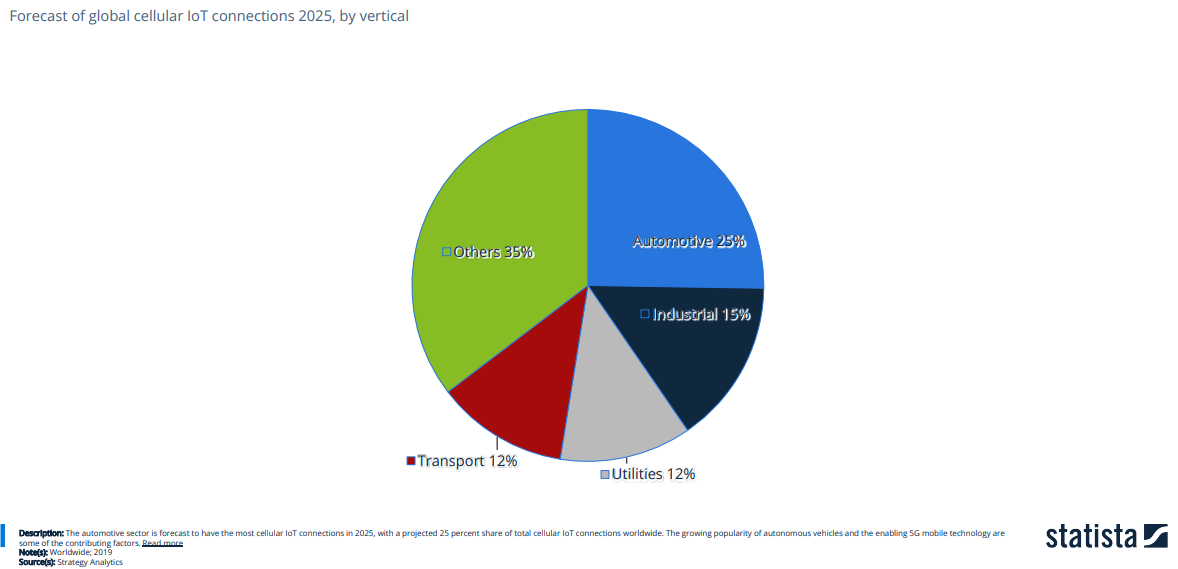 Forecast of global cellular IoT connections 2025, by vertical
Automotive 25%
Others 35%
Industrial 15%
Transport 12%
Utilities 12%
Description: The automotive sector is forecast to have the most cellular IoT connections in 2025, with a projected 25 percent share of total cellular IoT connections worldwide. The growing popularity of autonomous vehicles and the enabling 5G mobile technology are
some of the contributing factors. Read more
Note(s): Worldwide; 2019
Source(s): Strategy Analytics
statista